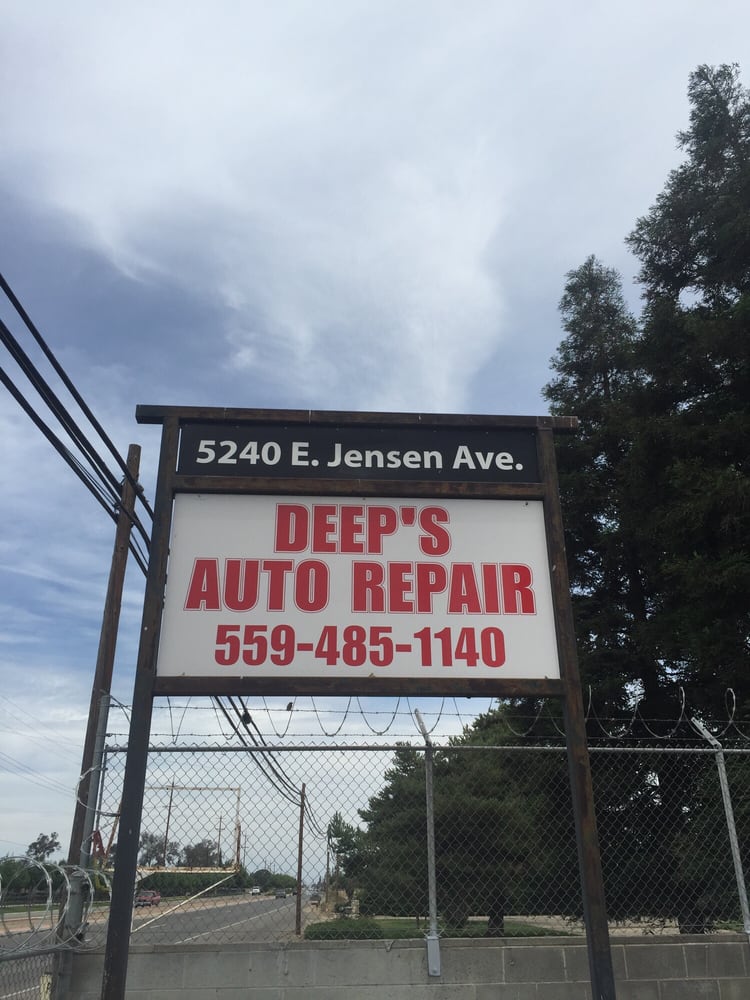 5240 E. Jensen Ave.
DEEP'S
AUTO REPAIR
559-485-1140